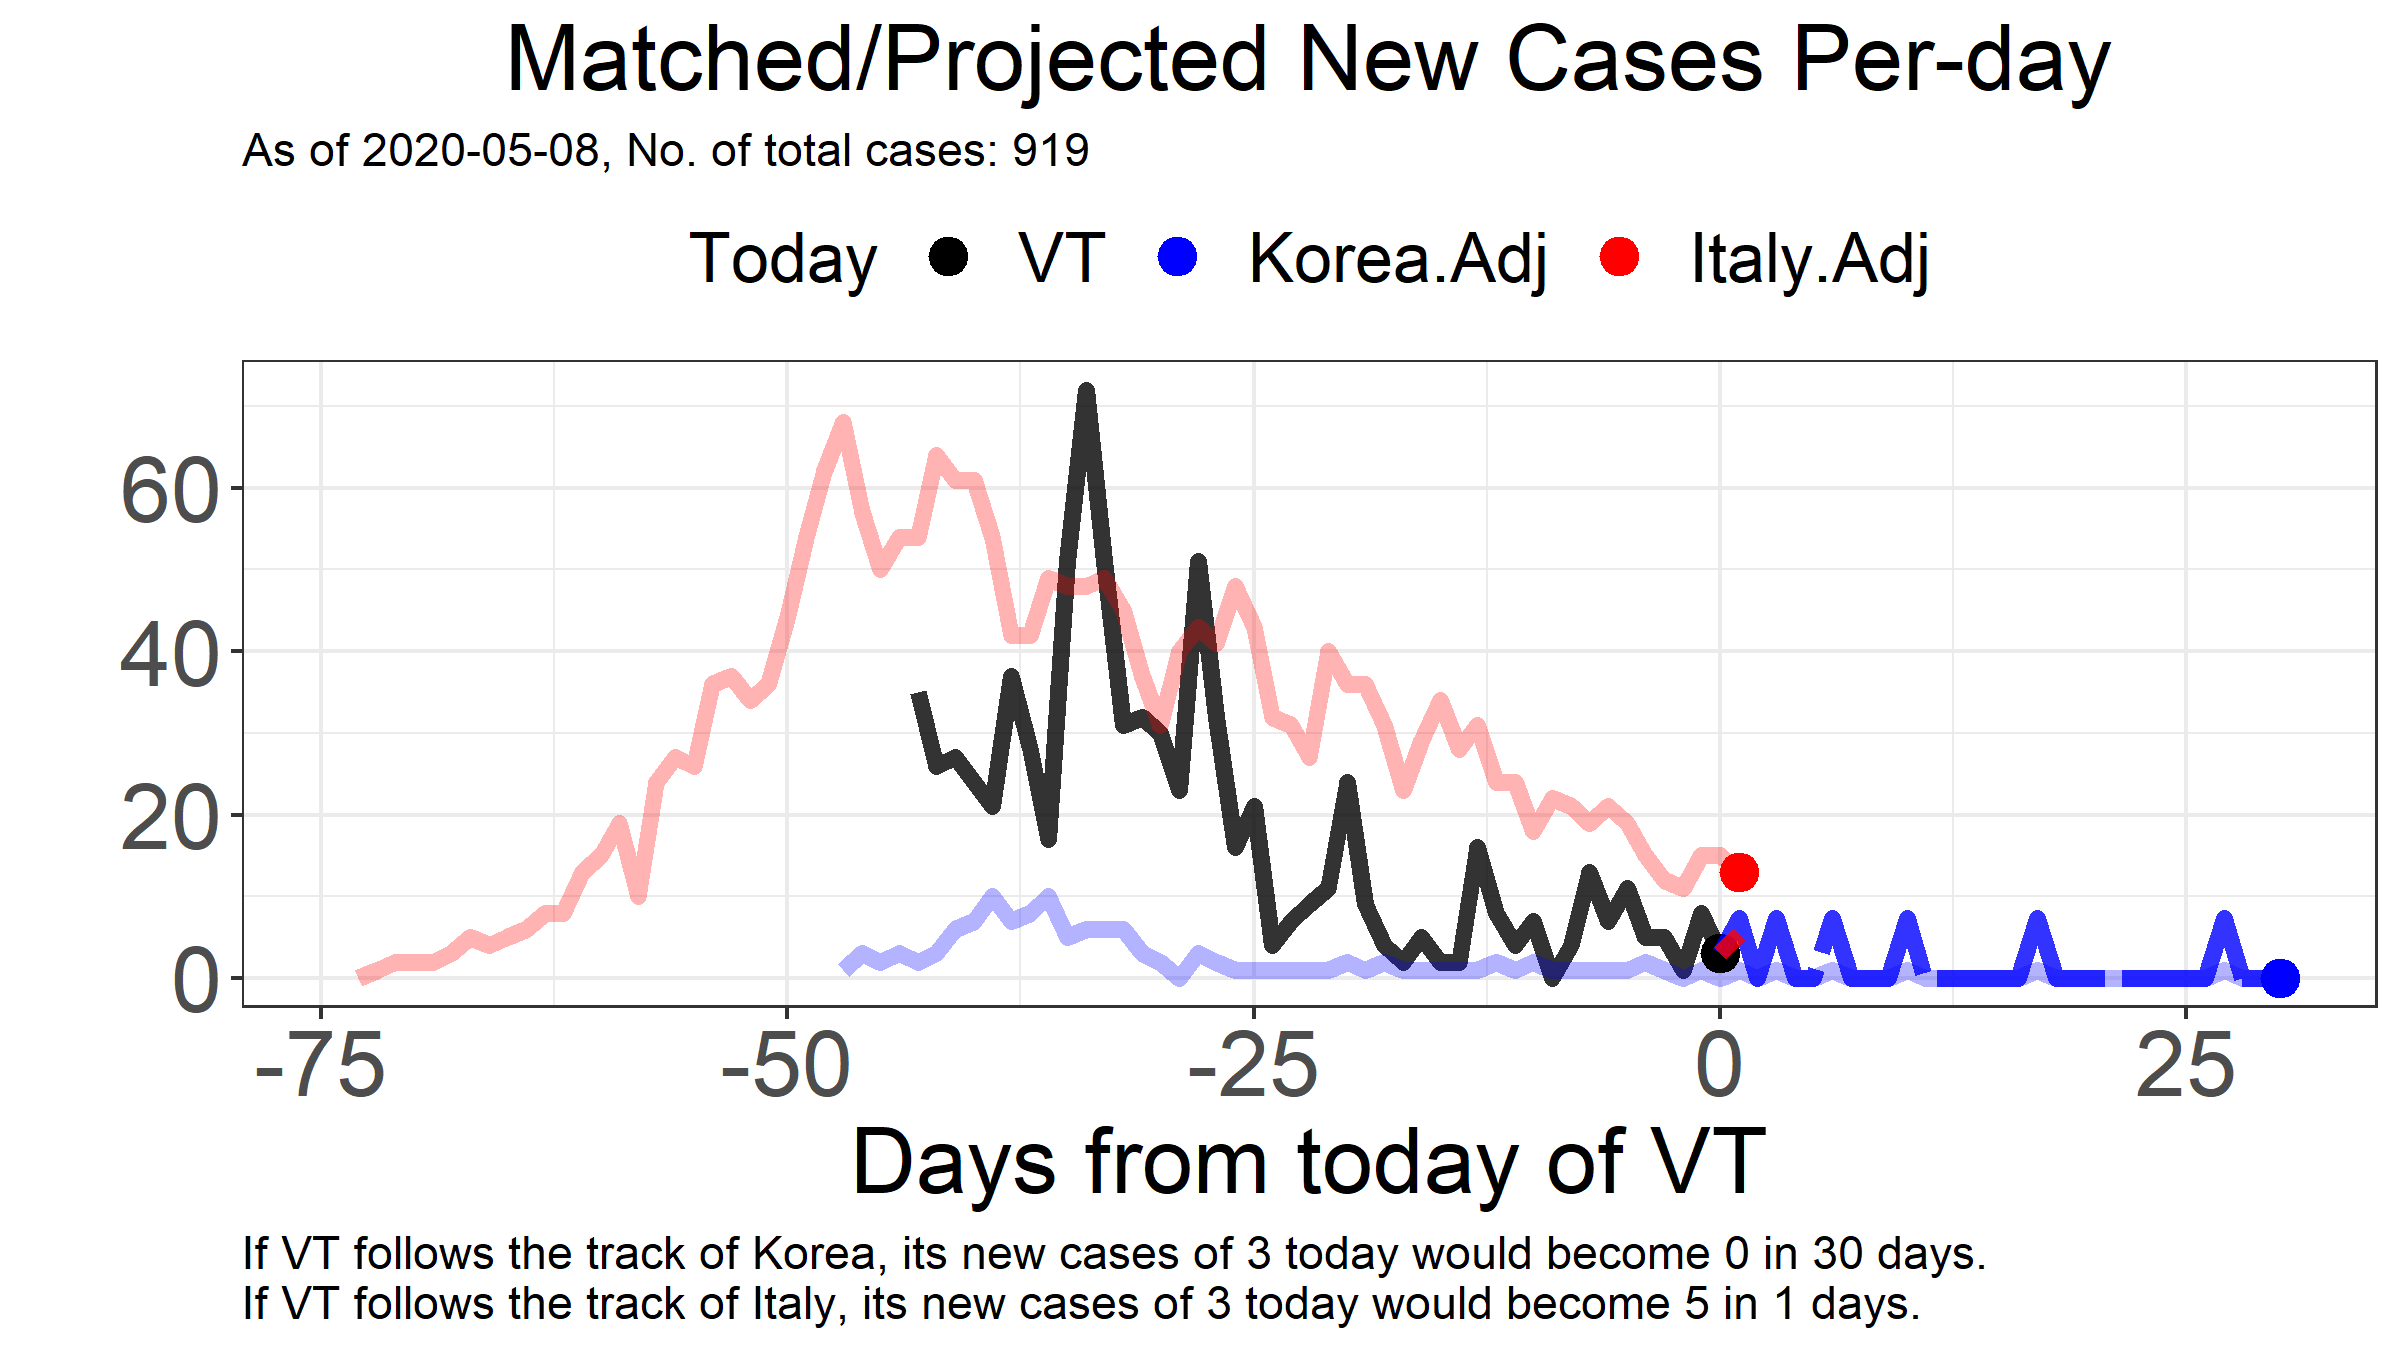 Matched/Projected New Cases Per-day
As of 2020-05-08, No. of total cases: 919
Today VT Korea.Adj Italy.Adj
60
40
20
0
-75 -50 -25 0 25
Days from today of VT
If VT follows the track of Korea, its new cases of 3 today would become 0 in 30 days.
If VT follows the track of Italy, its new cases of 3 today would become 5 in 1 days.